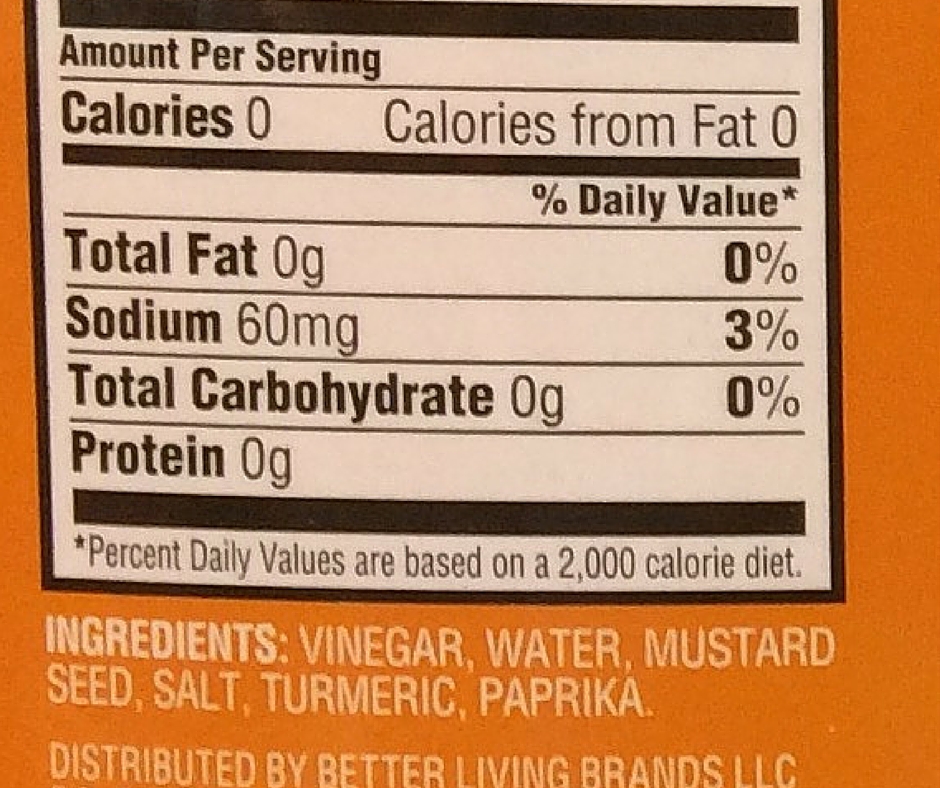 Amount Per Serving
Calories 0 Calories from Fat 0
% Daily Value*
Total Fat 0g 0%
Sodium 60mg 3%
Total Carbohydrate 0g 0%
Protein 0g
*Percent Daily Values are based on a 2,000 calorie diet.
INGREDIENTS: VINEGAR, WATER, MUSTARD
SEED, SALT, TURMERIC, PAPRIKA.
DISTRIBUTED BY BETTER LIVING BRANDS LLC